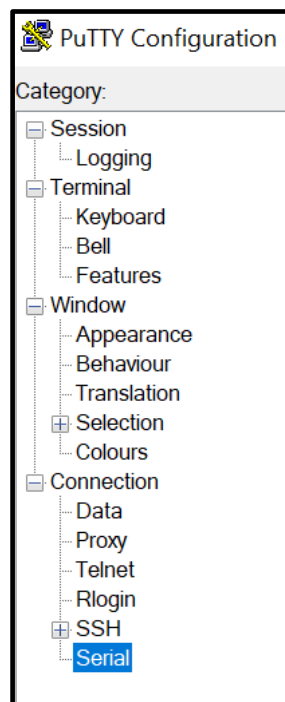 PuTTY Configuration
Category:
Session
Logging
Terminal
Keyboard
Bell
Features
Window
Appearance
Behaviour
Translation
Selection
Colours
Connection
Data
Proxy
Telnet
Rlogin
SSH
Serial